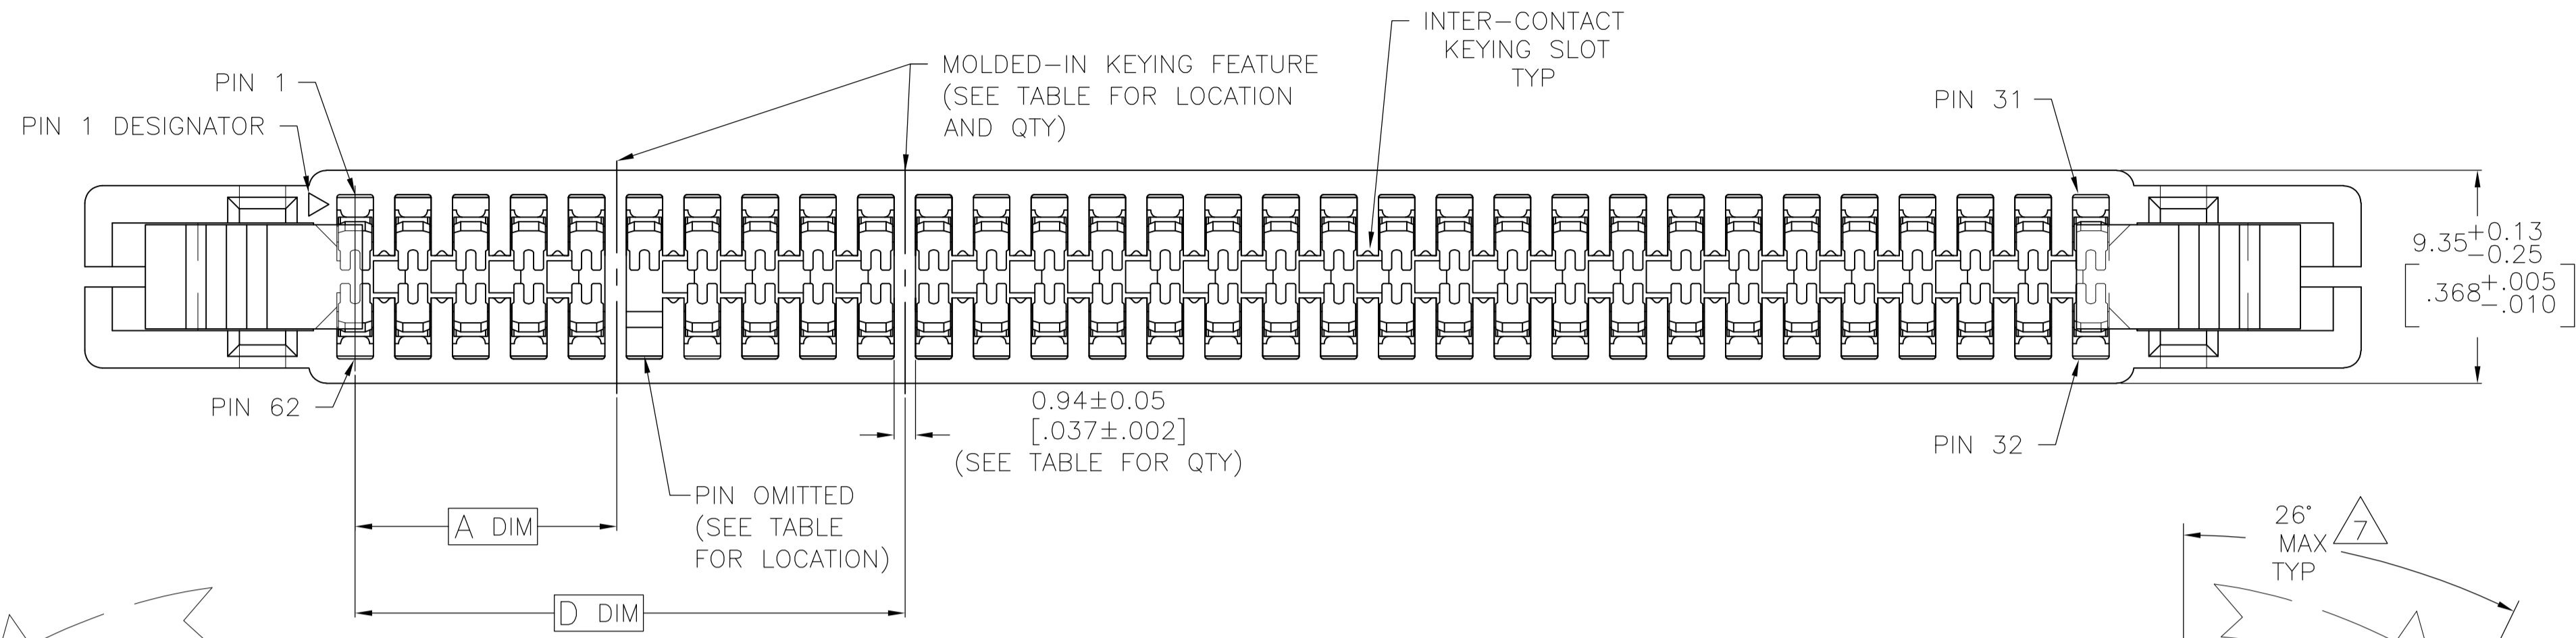 INTER-CONTACT
KEYING SLOT
TYP
MOLDED-IN KEYING FEATURE
(SEE TABLE FOR LOCATION
AND QTY)
PIN 1
PIN 1 DESIGNATOR
PIN 31
9.35+0.13
-0.25
[.368+.005
-.010]
PIN 62
0.94±0.05
[.037±.002]
(SEE TABLE FOR QTY)
PIN 32
PIN OMITTED
(SEE TABLE
FOR LOCATION)
A DIM
D DIM
26°
MAX
TYP
7